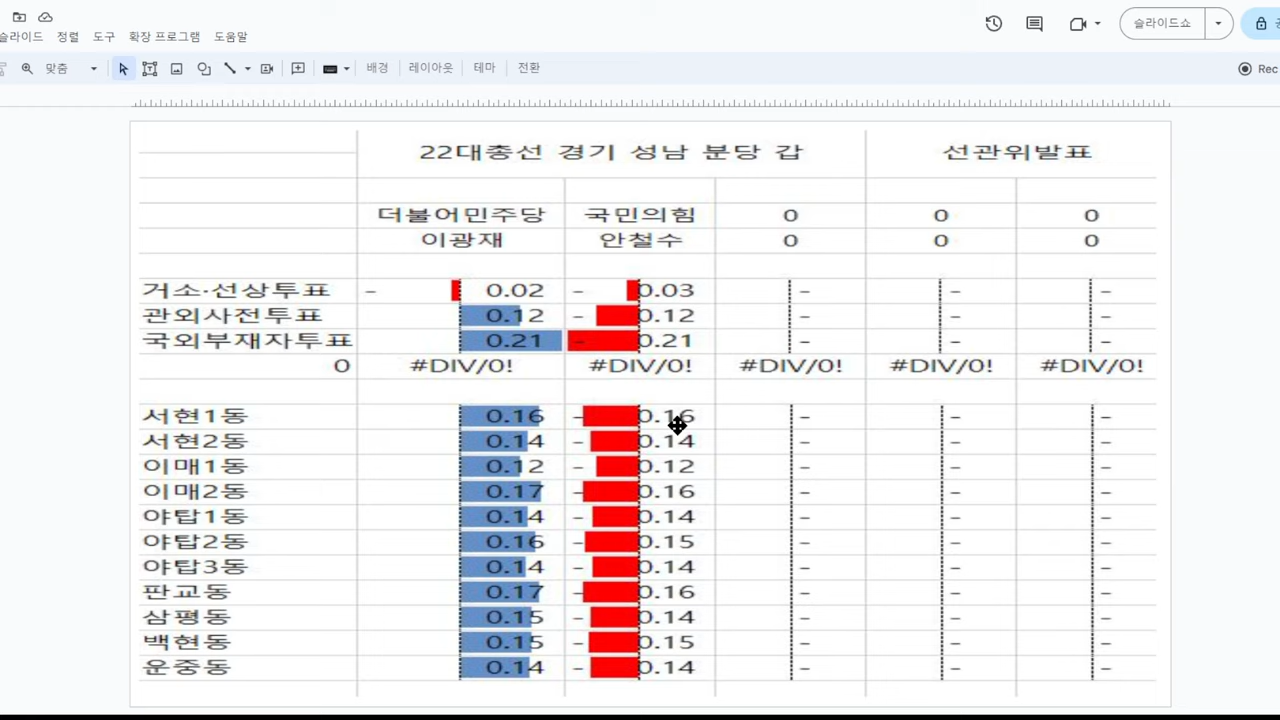 슬라이드 정렬 도구 확장 프로그램 도움말
슬라이드쇼
맞춤 배경 레이아웃 테마 전환 Rec
22대총선 경기 성남 분당 갑 선관위발표
더불어민주당 국민의힘 0 0 0
이광재 안철수 0 0 0
거소·선상투표 - 0.02 - 0.03 - - -
관외사전투표 0.12 - 0.12 - - -
국외부재자투표 0.21 - 0.21 - - -
0 #DIV/0! #DIV/0! #DIV/0! #DIV/0! #DIV/0!
서현1동 0.16 - 0.16 - - -
서현2동 0.14 - 0.14 - - -
이매1동 0.12 - 0.12 - - -
이매2동 0.17 - 0.16 - - -
야탑1동 0.14 - 0.14 - - -
야탑2동 0.16 - 0.15 - - -
야탑3동 0.14 - 0.14 - - -
판교동 0.17 - 0.16 - - -
삼평동 0.15 - 0.14 - - -
백현동 0.15 - 0.15 - - -
운중동 0.14 - 0.14 - - -